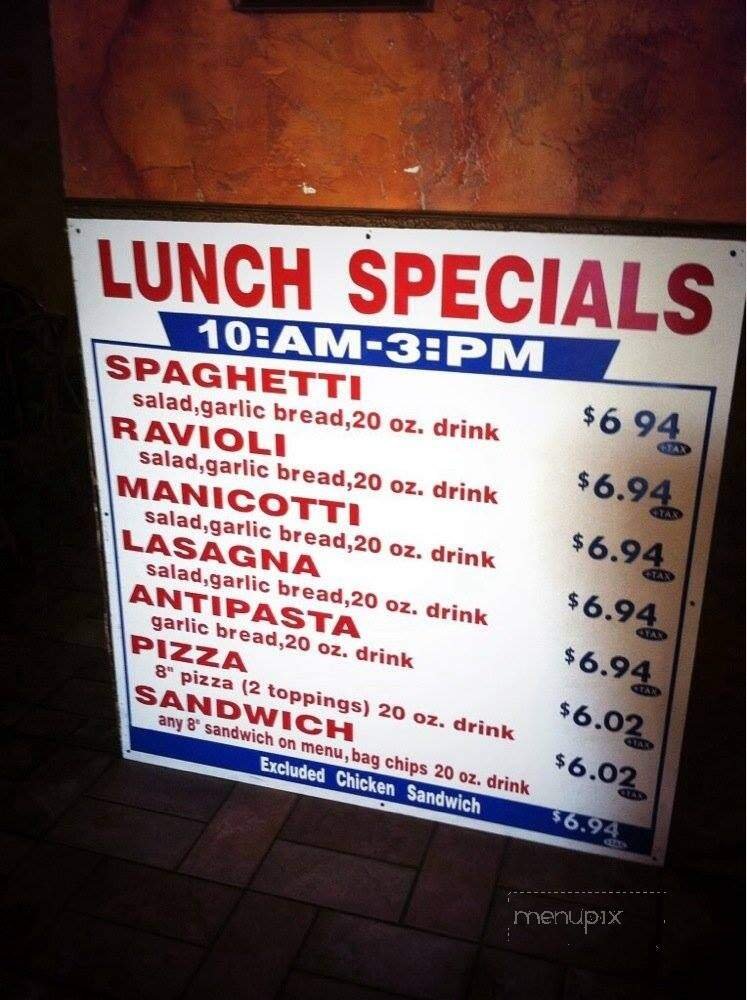 LUNCH SPECIALS
10:AM-3:PM
SPAGHETTI
salad,garlic bread,20 oz. drink $6 94 +TAX
RAVIOLI
salad,garlic bread,20 oz. drink $6.94 +TAX
MANICOTTI
salad,garlic bread,20 oz. drink $6.94 +TAX
LASAGNA
salad,garlic bread,20 oz. drink $6.94 +TAX
ANTIPASTA
garlic bread,20 oz. drink $6.94 +TAX
PIZZA
8" pizza (2 toppings) 20 oz. drink $6.02 +TAX
SANDWICH
any 8" sandwich on menu, bag chips 20 oz. drink $6.02 +TAX
Excluded Chicken Sandwich $6.94 +TAX
menupix